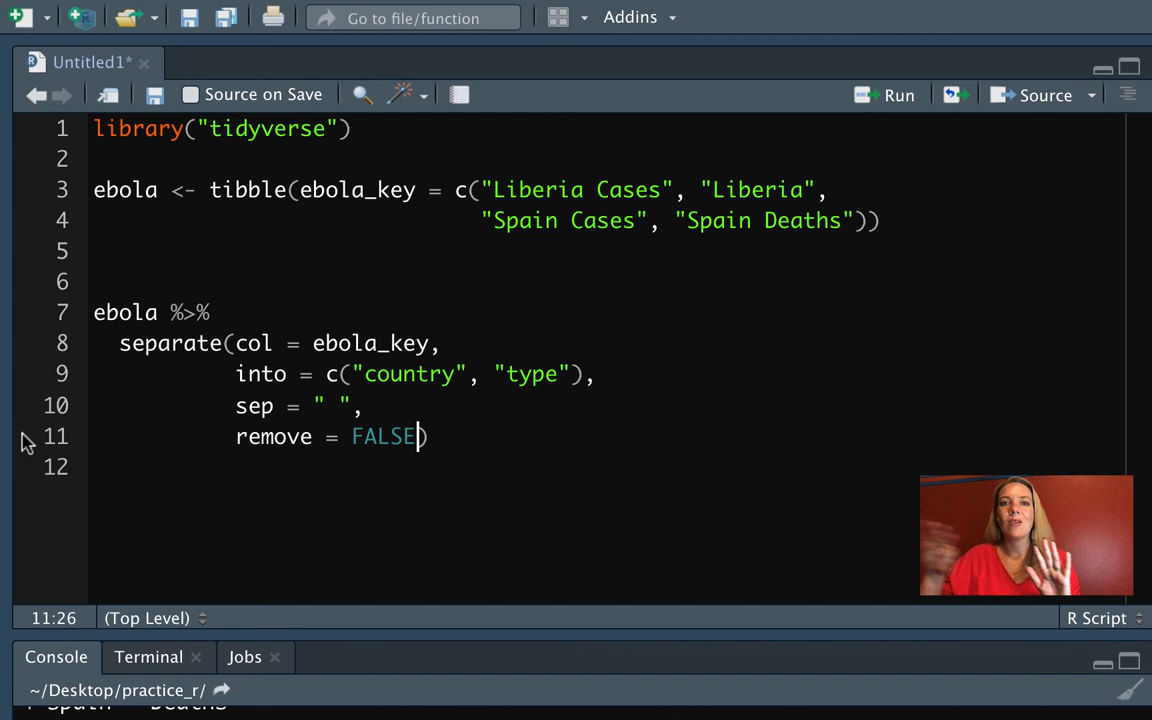 Go to file/function
Addins
Untitled1*
Source on Save
Run
Source
1 library("tidyverse")
2
3 ebola <- tibble(ebola_key = c("Liberia Cases", "Liberia",
4 "Spain Cases", "Spain Deaths"))
5
6
7 ebola %>%
8 separate(col = ebola_key,
9 into = c("country", "type"),
10 sep = " ",
11 remove = FALSE)
12
11:26
(Top Level)
R Script
Console
Terminal
Jobs
~/Desktop/practice_r/
Spain Deaths